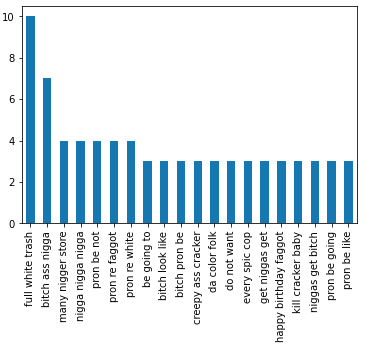 10
8
6
4
2
0
full white trash
bitch ass nigga
many nigger store
nigga nigga nigga
pron be not
pron re faggot
pron re white
be going to
bitch look like
bitch pron be
creepy ass cracker
da color folk
do not want
every spic cop
get niggas get
happy birthday faggot
kill cracker baby
niggas get bitch
pron be going
pron be like